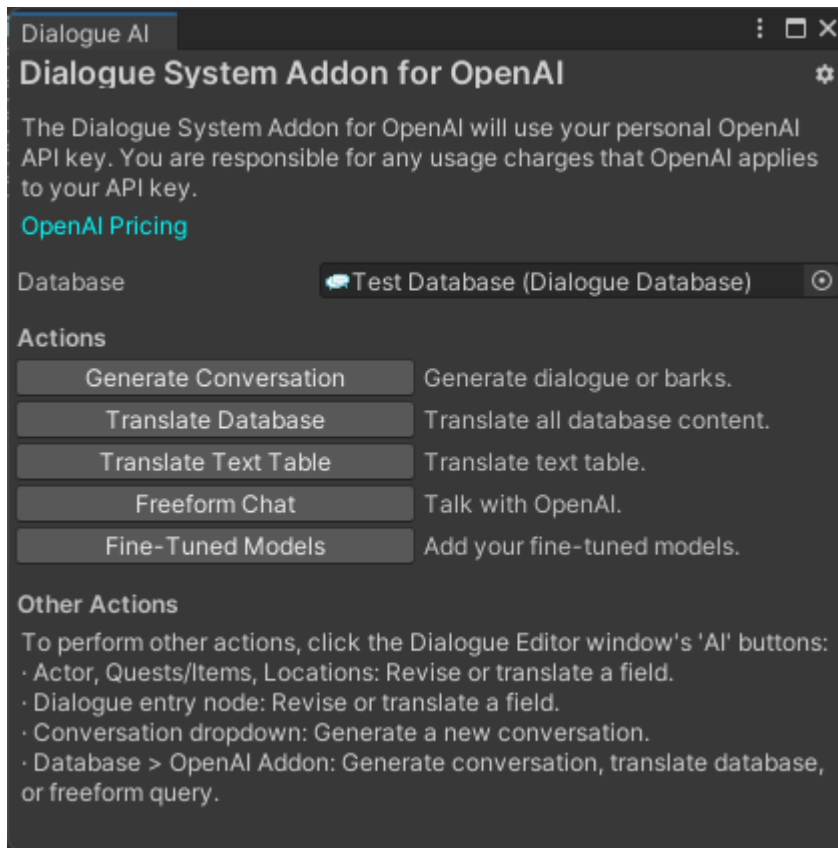 Dialogue AI
Dialogue System Addon for OpenAI
The Dialogue System Addon for OpenAI will use your personal OpenAI
API key. You are responsible for any usage charges that OpenAI applies
to your API key.
OpenAI Pricing
Database Test Database (Dialogue Database)
Actions
Generate Conversation Generate dialogue or barks.
Translate Database Translate all database content.
Translate Text Table Translate text table.
Freeform Chat Talk with OpenAI.
Fine-Tuned Models Add your fine-tuned models.
Other Actions
To perform other actions, click the Dialogue Editor window's 'AI' buttons:
· Actor, Quests/Items, Locations: Revise or translate a field.
· Dialogue entry node: Revise or translate a field.
· Conversation dropdown: Generate a new conversation.
· Database > OpenAI Addon: Generate conversation, translate database,
or freeform query.